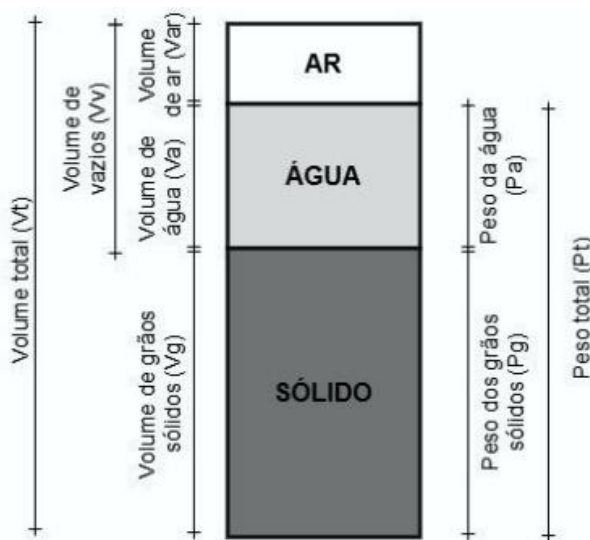 Volume total (Vt)
Volume de
vazios (Vv)
Volume
de ar (Var)
Volume de
água (Va)
Volume de grãos
sólidos (Vg)
AR
ÁGUA
SÓLIDO
Peso da água
(Pa)
Peso dos grãos
sólidos (Pg)
Peso total (Pt)